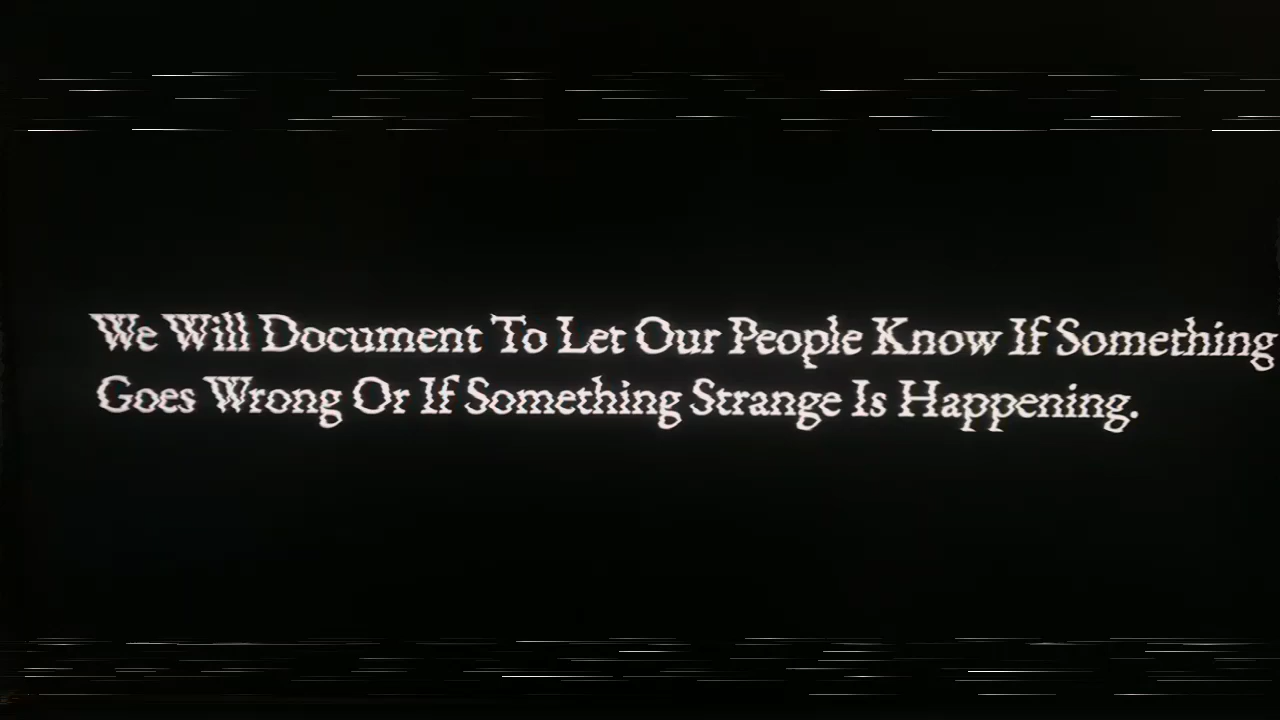 We Will Document To Let Our People Know If Something
Goes Wrong Or If Something Strange Is Happening.